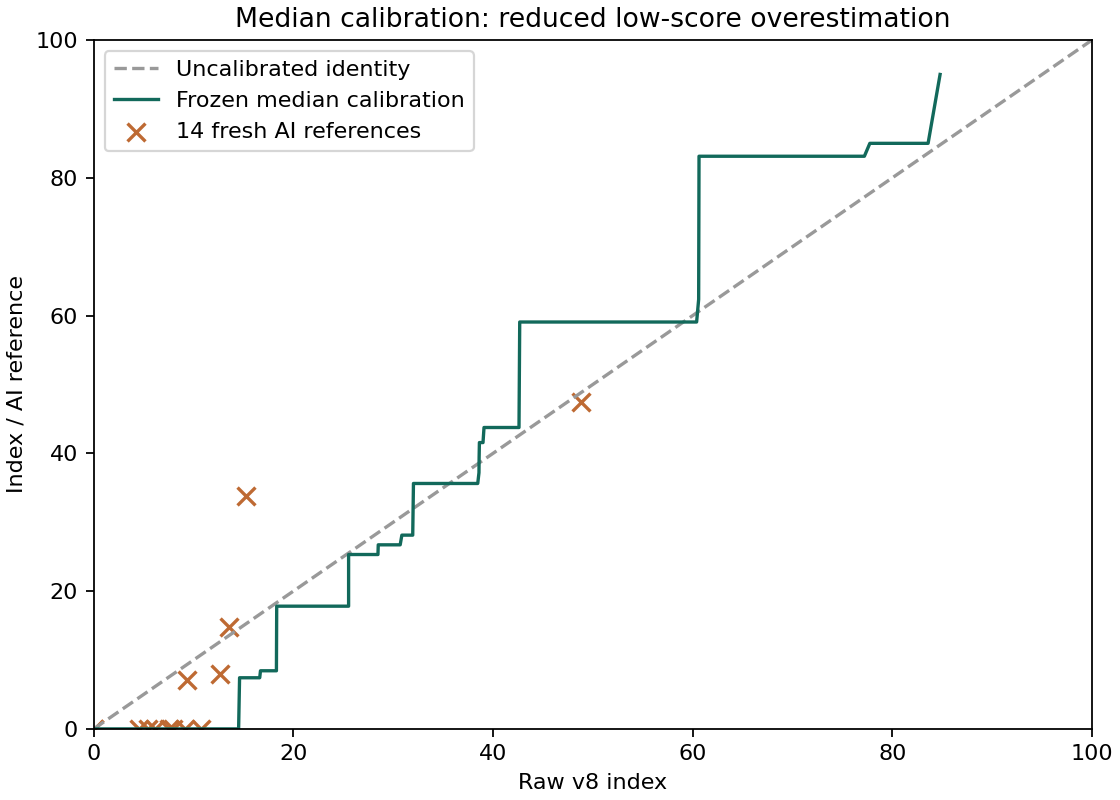 Median calibration: reduced low-score overestimation
Uncalibrated identity
Frozen median calibration
14 fresh AI references
Index / AI reference
100
80
60
40
20
0
0 20 40 60 80 100
Raw v8 index